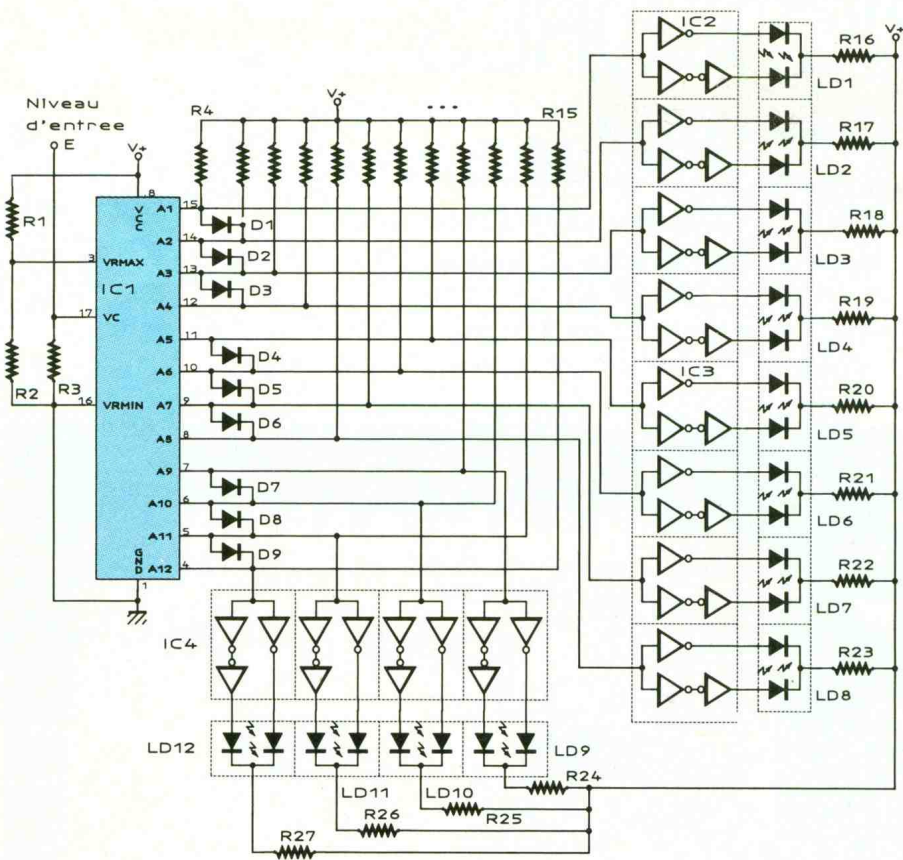 Niveau
d'entree
E
V+
R1
R2
R3
8
VCC
3
VRMAX
IC1
17
VC
16
VRMIN
GND
1
A1
15
A2
14
A3
13
A4
12
A5
11
A6
10
A7
9
A8
8
A9
7
A10
6
A11
5
A12
4
R4
V+
...
R15
D1
D2
D3
D4
D5
D6
D7
D8
D9
IC2
IC3
IC4
LD1
LD2
LD3
LD4
LD5
LD6
LD7
LD8
V+
R16
R17
R18
R19
R20
R21
R22
R23
LD12
LD11
LD10
LD9
R24
R25
R26
R27